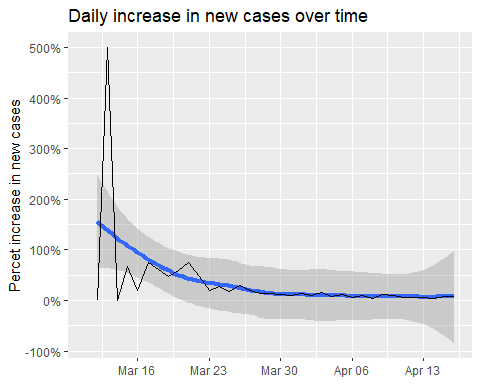 Daily increase in new cases over time
Percet increase in new cases
500%
400%
300%
200%
100%
0%
-100%
Mar 16 Mar 23 Mar 30 Apr 06 Apr 13